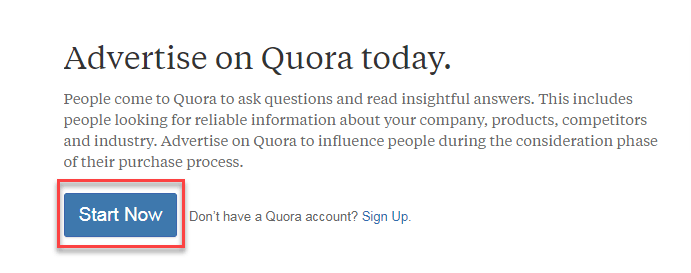 Advertise on Quora today.
People come to Quora to ask questions and read insightful answers. This includes
people looking for reliable information about your company, products, competitors
and industry. Advertise on Quora to influence people during the consideration phase
of their purchase process.
Start Now Don't have a Quora account? Sign Up.